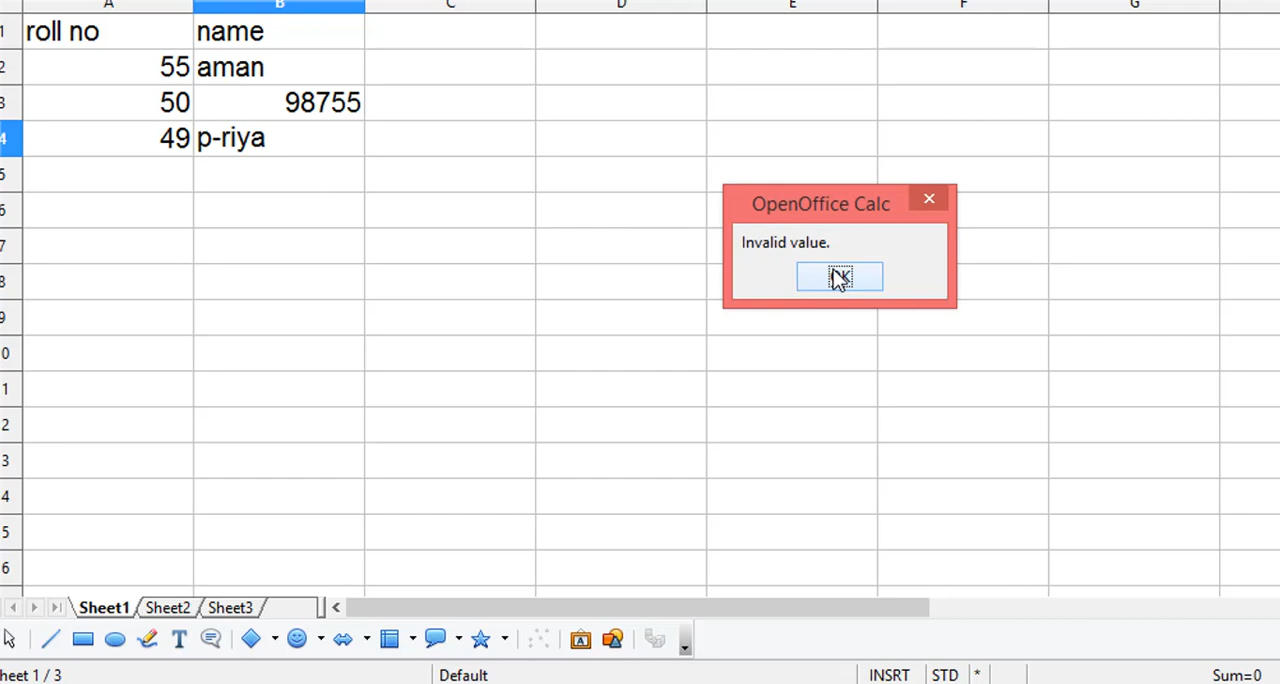 A B C D E F G
1 roll no name
2 55 aman
3 50 98755
4 49 p-riya
5
6
7
8
9
0
1
2
3
4
5
6
OpenOffice Calc
Invalid value.
Sheet1 Sheet2 Sheet3
heet 1 / 3 Default INSRT STD * Sum=0